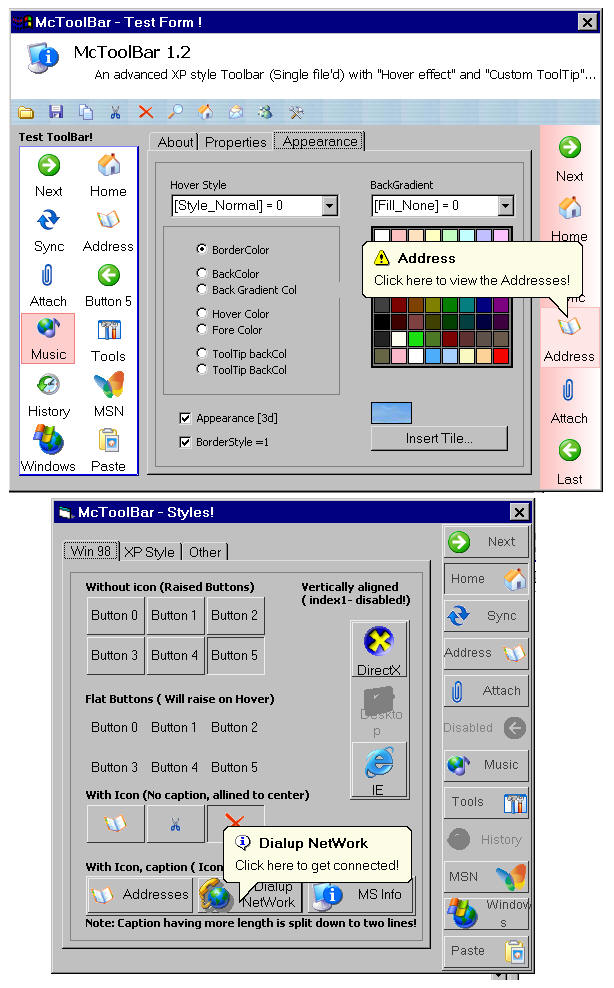 McToolBar - Test Form !
McToolBar 1.2
An advanced XP style Toolbar (Single file'd) with "Hover effect" and "Custom ToolTip"...
Test ToolBar!
Next
Home
Sync
Address
Attach
Button 5
Music
Tools
History
MSN
Windows
Paste
About
Properties
Appearance
Hover Style
[Style_Normal] = 0
BackGradient
[Fill_None] = 0
BorderColor
BackColor
Back Gradient Col
Hover Color
Fore Color
ToolTip backCol
ToolTip BackCol
Appearance [3d]
BorderStyle =1
Address
Click here to view the Addresses!
Insert Tile...
Next
Home
Sync
Address
Attach
Last
McToolBar - Styles!
Win 98
XP Style
Other
Without icon (Raised Buttons)
Button 0
Button 1
Button 2
Button 3
Button 4
Button 5
Flat Buttons ( Will raise on Hover)
Button 0
Button 1
Button 2
Button 3
Button 4
Button 5
With Icon (No caption, allined to center)
With Icon, caption ( Icon
Addresses
Dialup
NetWork
MS Info
Note: Caption having more length is split down to two lines!
Dialup NetWork
Click here to get connected!
Vertically aligned
( index1- disabled!)
DirectX
Deskto
p
IE
Next
Home
Sync
Address
Attach
Disabled
Music
Tools
History
MSN
Window
s
Paste